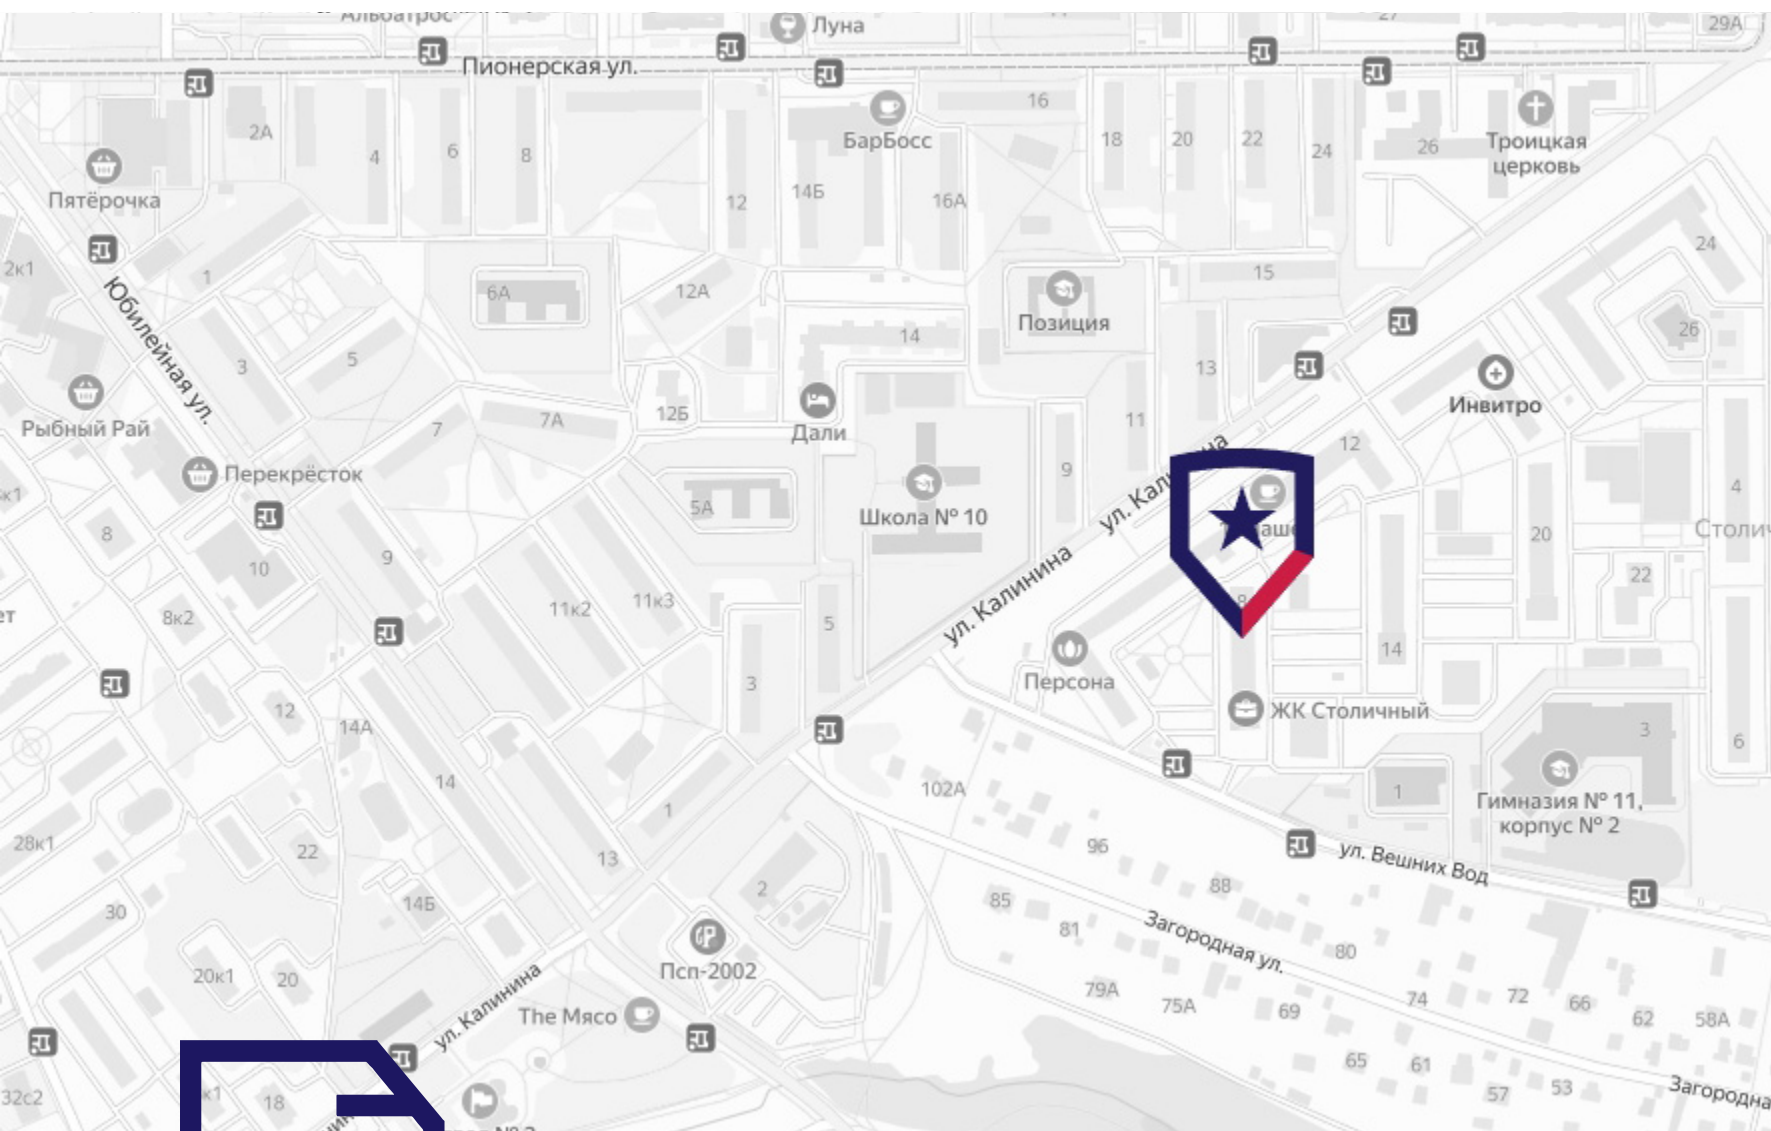 Альбатрос
Луна
27
29А
Пионерская ул.
16
БарБосс
2А
4
6
8
12
14Б
16А
18
20
22
24
26
Троицкая
церковь
Пятёрочка
24
2к1
1
6А
12А
15
Позиция
26
Юбилейная ул.
3
5
14
13
Инвитро
Рыбный Рай
7
7А
12Б
Дали
11
12
Перекрёсток
9
ул. Калинина
4
5А
Школа № 10
Столич
8
9
20
10
22
11к2
11к3
5
ул. Калинина
8
8к2
14
3
Персона
12
14А
ЖК Столичный
3
6
14
102А
1
Гимназия № 11,
корпус № 2
1
96
28к1
22
13
ул. Вешних Вод
2
88
85
30
14Б
81
Загородная ул.
80
Псп-2002
20к1
20
79А
75А
69
74
72
66
62
58А
ул. Калинина
The Мясо
65
61
57
53
Загородна
32с2
к1
18